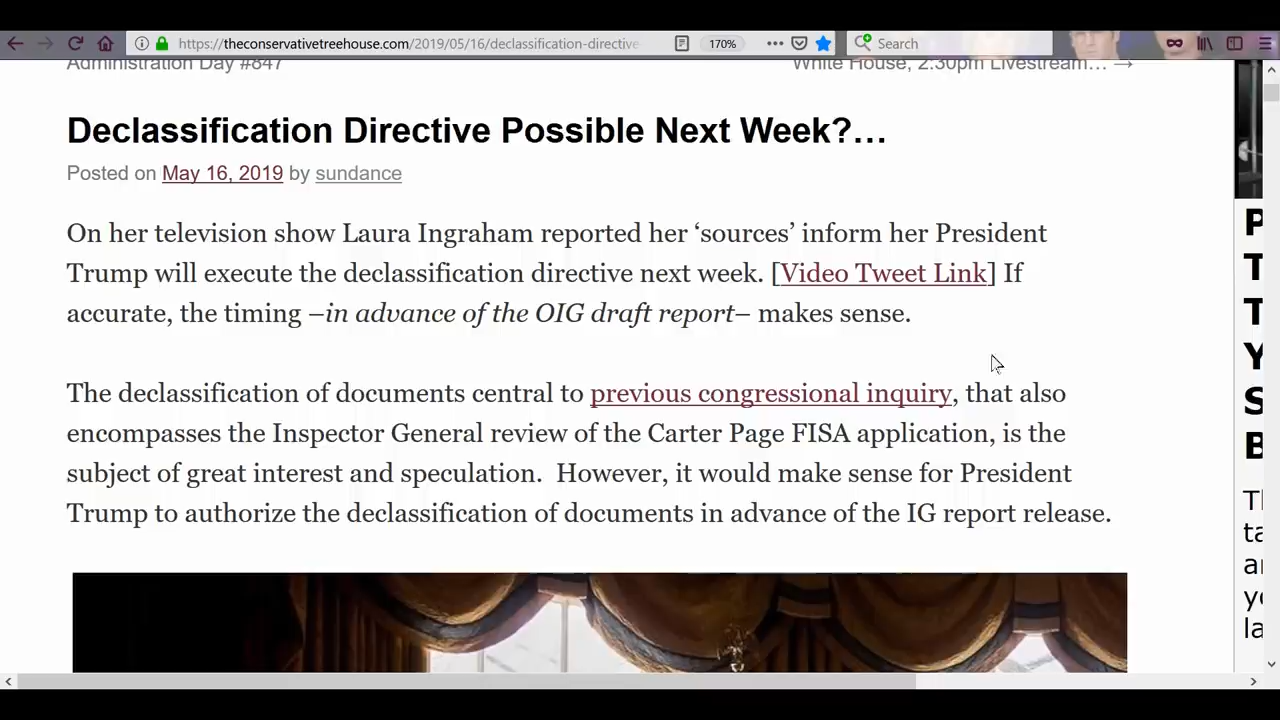 https://theconservativetreehouse.com/2019/05/16/declassification-directive
170%
Search
Administration Day #847
White House, 2:30pm Livestream… →
Declassification Directive Possible Next Week?…
Posted on May 16, 2019 by sundance
On her television show Laura Ingraham reported her ‘sources’ inform her President
Trump will execute the declassification directive next week. [Video Tweet Link] If
accurate, the timing –in advance of the OIG draft report– makes sense.
The declassification of documents central to previous congressional inquiry, that also
encompasses the Inspector General review of the Carter Page FISA application, is the
subject of great interest and speculation.  However, it would make sense for President
Trump to authorize the declassification of documents in advance of the IG report release.
P
T
T
Y
S
B